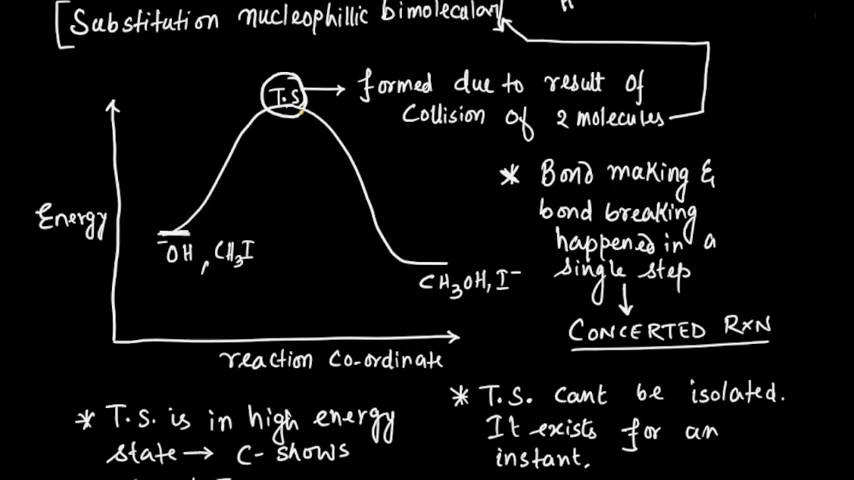 [Substitution nucleophillic bimolecular]
T.S → formed due to result of
Collision of 2 molecules
Energy
‾OH, CH₃I
CH₃OH, I⁻
reaction co-ordinate
* Bond making &
bond breaking
happened in a
single step
↓
CONCERTED RXN
* T.S. is in high energy
state → C- shows
* T.S. cant be isolated.
It exists for an
instant.